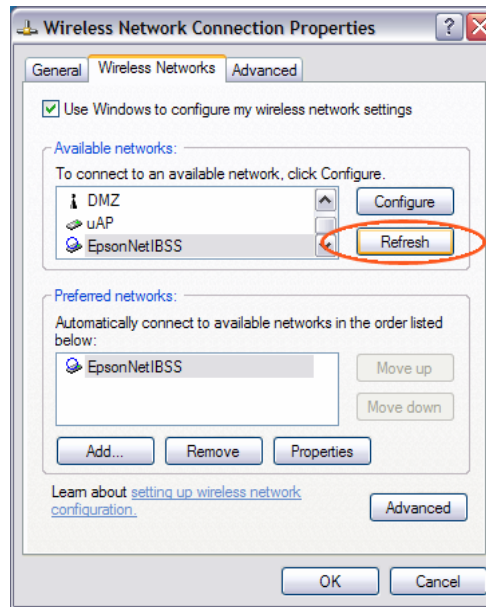 Wireless Network Connection Properties
General Wireless Networks Advanced
Use Windows to configure my wireless network settings
Available networks:
To connect to an available network, click Configure.
DMZ
Configure
uAP
EpsonNetIBSS
Refresh
Preferred networks:
Automatically connect to available networks in the order listed
below:
EpsonNetIBSS
Move up
Move down
Add... Remove Properties
Learn about setting up wireless network
configuration.
Advanced
OK Cancel